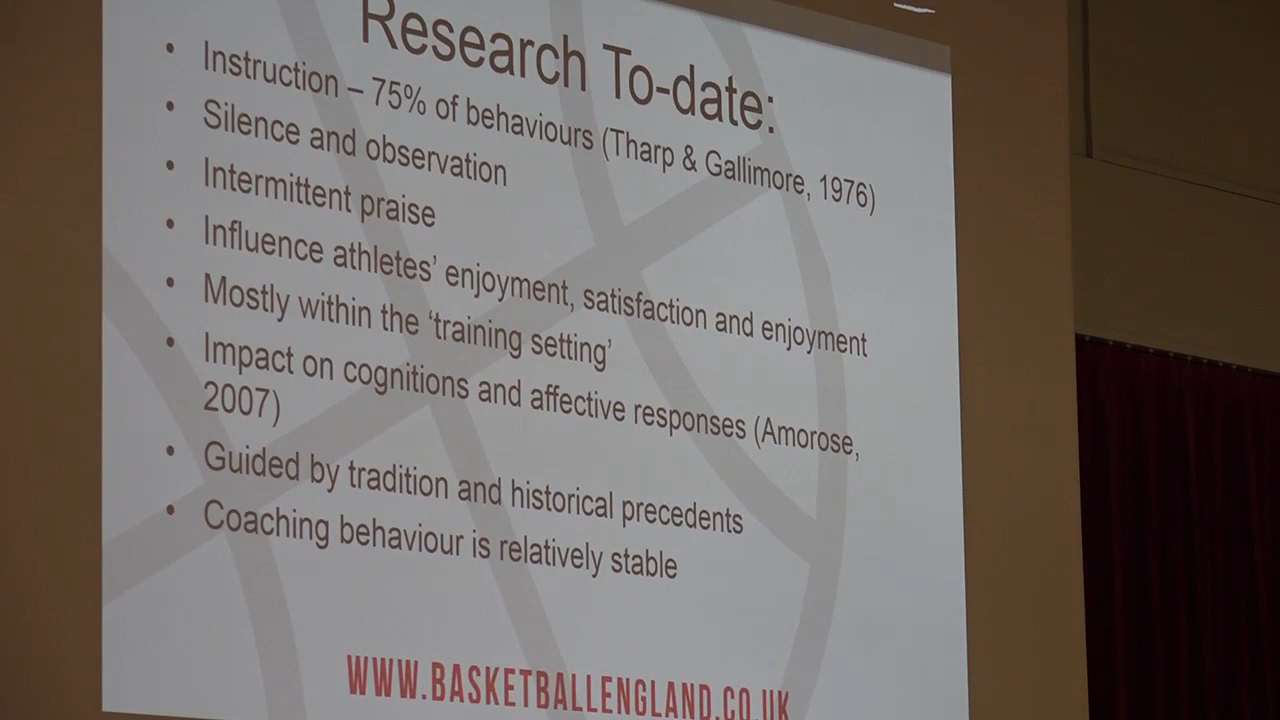 Research To-date:
• Instruction – 75% of behaviours (Tharp & Gallimore, 1976)
• Silence and observation
• Intermittent praise
• Influence athletes’ enjoyment, satisfaction and enjoyment
• Mostly within the ‘training setting’
• Impact on cognitions and affective responses (Amorose,
2007)
• Guided by tradition and historical precedents
• Coaching behaviour is relatively stable
WWW.BASKETBALLENGLAND.CO.UK